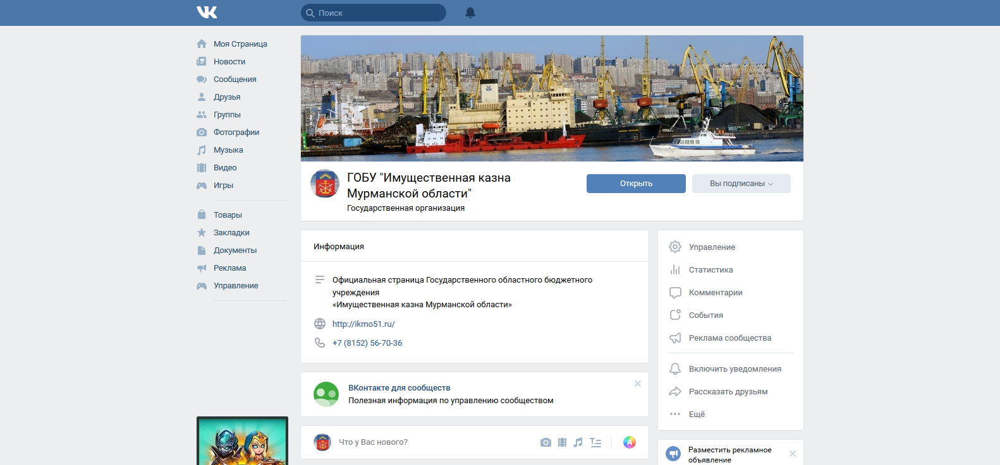 Поиск
Моя Страница
Новости
Сообщения
Друзья
Группы
Фотографии
Музыка
Видео
Игры
Товары
Закладки
Документы
Реклама
Управление
ГОБУ "Имущественная казна
Мурманской области"
Государственная организация
Открыть
Вы подписаны
Информация
Официальная страница Государственного областного бюджетного
учреждения
«Имущественная казна Мурманской области»
http://ikmo51.ru/
+7 (8152) 56-70-36
ВКонтакте для сообществ
Полезная информация по управлению сообществом
Что у Вас нового?
Управление
Статистика
Комментарии
События
Реклама сообщества
Включить уведомления
Рассказать друзьям
Ещё
Разместить рекламное
объявление